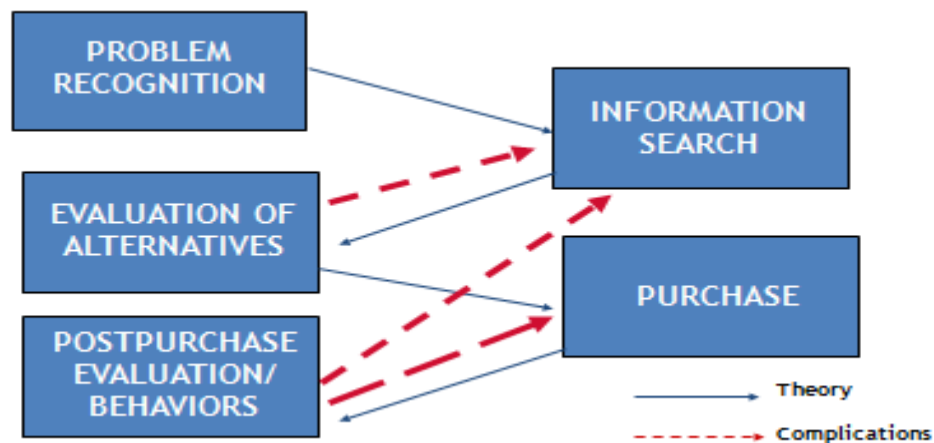 PROBLEM
RECOGNITION
INFORMATION
SEARCH
EVALUATION OF
ALTERNATIVES
PURCHASE
POSTPURCHASE
EVALUATION/
BEHAVIORS
Theory
Complications